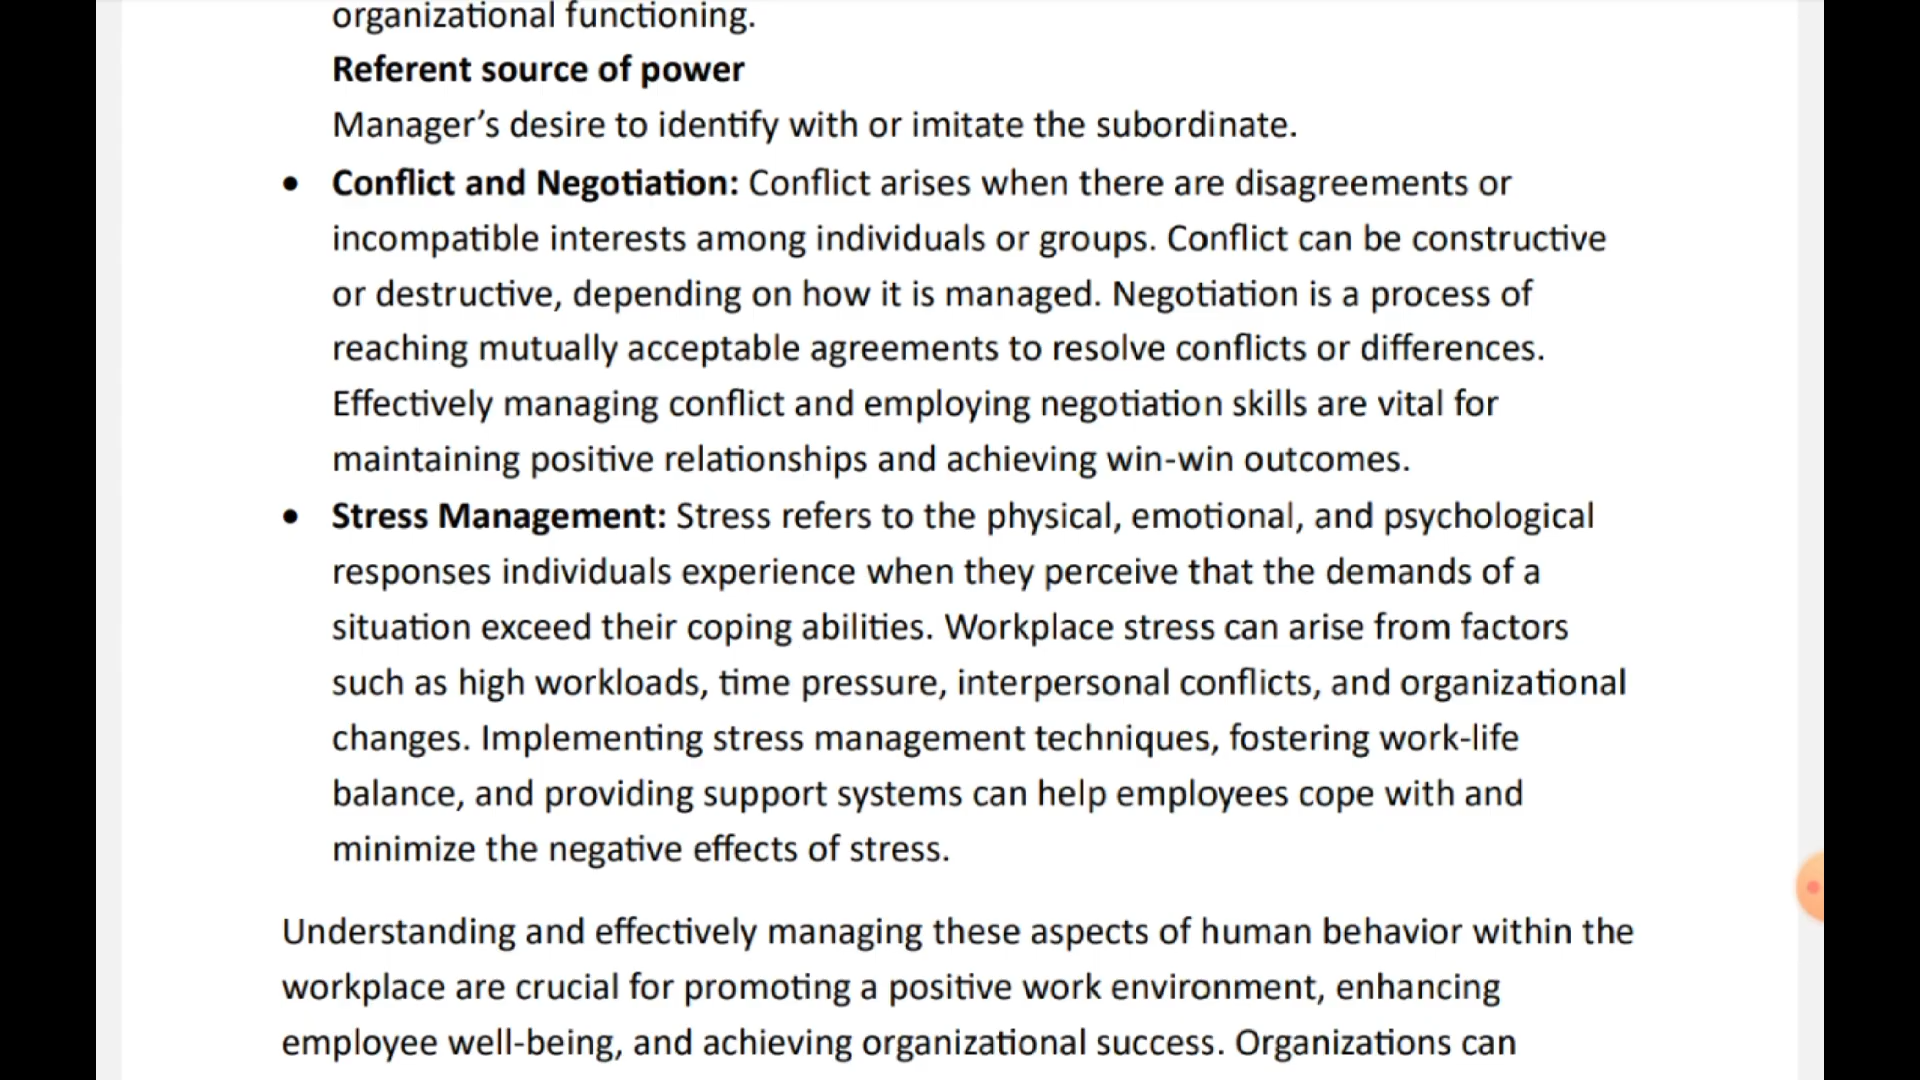 organizational functioning.
Referent source of power
Manager’s desire to identify with or imitate the subordinate.
• Conflict and Negotiation: Conflict arises when there are disagreements or
incompatible interests among individuals or groups. Conflict can be constructive
or destructive, depending on how it is managed. Negotiation is a process of
reaching mutually acceptable agreements to resolve conflicts or differences.
Effectively managing conflict and employing negotiation skills are vital for
maintaining positive relationships and achieving win-win outcomes.
• Stress Management: Stress refers to the physical, emotional, and psychological
responses individuals experience when they perceive that the demands of a
situation exceed their coping abilities. Workplace stress can arise from factors
such as high workloads, time pressure, interpersonal conflicts, and organizational
changes. Implementing stress management techniques, fostering work-life
balance, and providing support systems can help employees cope with and
minimize the negative effects of stress.
Understanding and effectively managing these aspects of human behavior within the
workplace are crucial for promoting a positive work environment, enhancing
employee well-being, and achieving organizational success. Organizations can